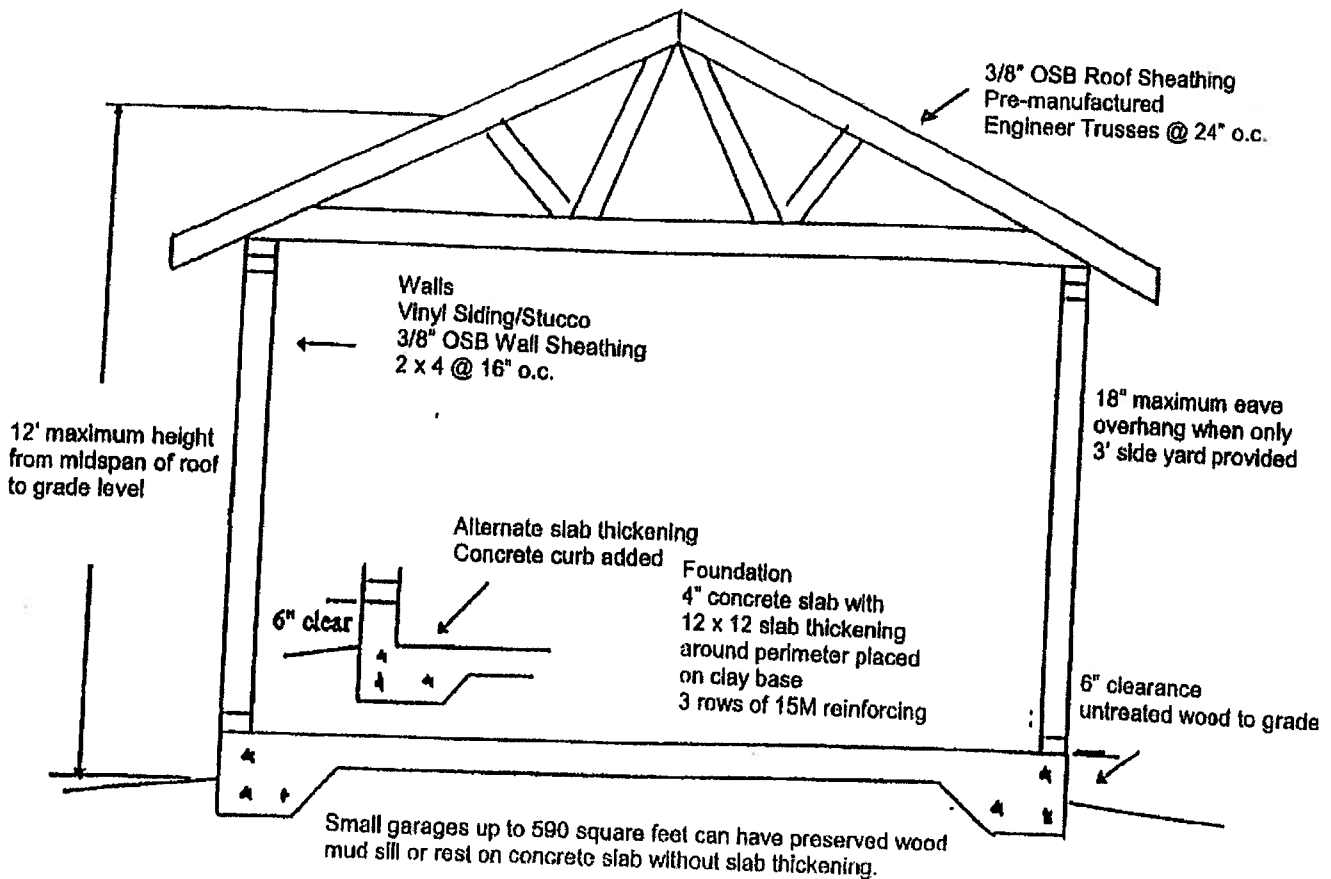 3/8" OSB Roof Sheathing
Pre-manufactured
Engineer Trusses @ 24" o.c.
Walls
Vinyl Siding/Stucco
3/8" OSB Wall Sheathing
2 x 4 @ 16" o.c.
12' maximum height
from midspan of roof
to grade level
18" maximum eave
overhang when only
3' side yard provided
Alternate slab thickening
Concrete curb added
6" clear
Foundation
4" concrete slab with
12 x 12 slab thickening
around perimeter placed
on clay base
3 rows of 15M reinforcing
6" clearance
untreated wood to grade
Small garages up to 590 square feet can have preserved wood
mud sill or rest on concrete slab without slab thickening.